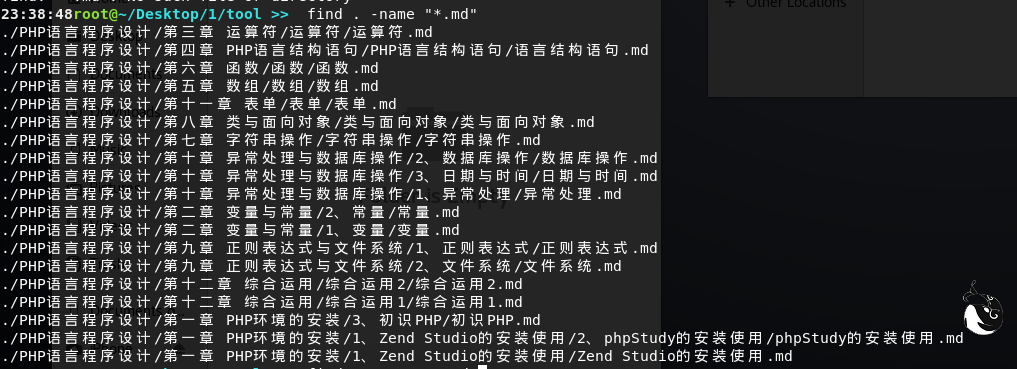 + Other Locations
23:38:48root@~/Desktop/1/tool >>  find . -name "*.md"
./PHP语言程序设计/第三章 运算符/运算符/运算符.md
./PHP语言程序设计/第四章 PHP语言结构语句/PHP语言结构语句/语言结构语句.md
./PHP语言程序设计/第六章 函数/函数/函数.md
./PHP语言程序设计/第五章 数组/数组/数组.md
./PHP语言程序设计/第十一章 表单/表单/表单.md
./PHP语言程序设计/第八章 类与面向对象/类与面向对象/类与面向对象.md
./PHP语言程序设计/第七章 字符串操作/字符串操作/字符串操作.md
./PHP语言程序设计/第十章 异常处理与数据库操作/2、数据库操作/数据库操作.md
./PHP语言程序设计/第十章 异常处理与数据库操作/3、日期与时间/日期与时间.md
./PHP语言程序设计/第十章 异常处理与数据库操作/1、异常处理/异常处理.md
./PHP语言程序设计/第二章 变量与常量/2、常量/常量.md
./PHP语言程序设计/第二章 变量与常量/1、变量/变量.md
./PHP语言程序设计/第九章 正则表达式与文件系统/1、正则表达式/正则表达式.md
./PHP语言程序设计/第九章 正则表达式与文件系统/2、文件系统/文件系统.md
./PHP语言程序设计/第十二章 综合运用/综合运用2/综合运用2.md
./PHP语言程序设计/第十二章 综合运用/综合运用1/综合运用1.md
./PHP语言程序设计/第一章 PHP环境的安装/3、初识PHP/初识PHP.md
./PHP语言程序设计/第一章 PHP环境的安装/1、Zend Studio的安装使用/2、phpStudy的安装使用/phpStudy的安装使用.md
./PHP语言程序设计/第一章 PHP环境的安装/1、Zend Studio的安装使用/Zend Studio的安装使用.md